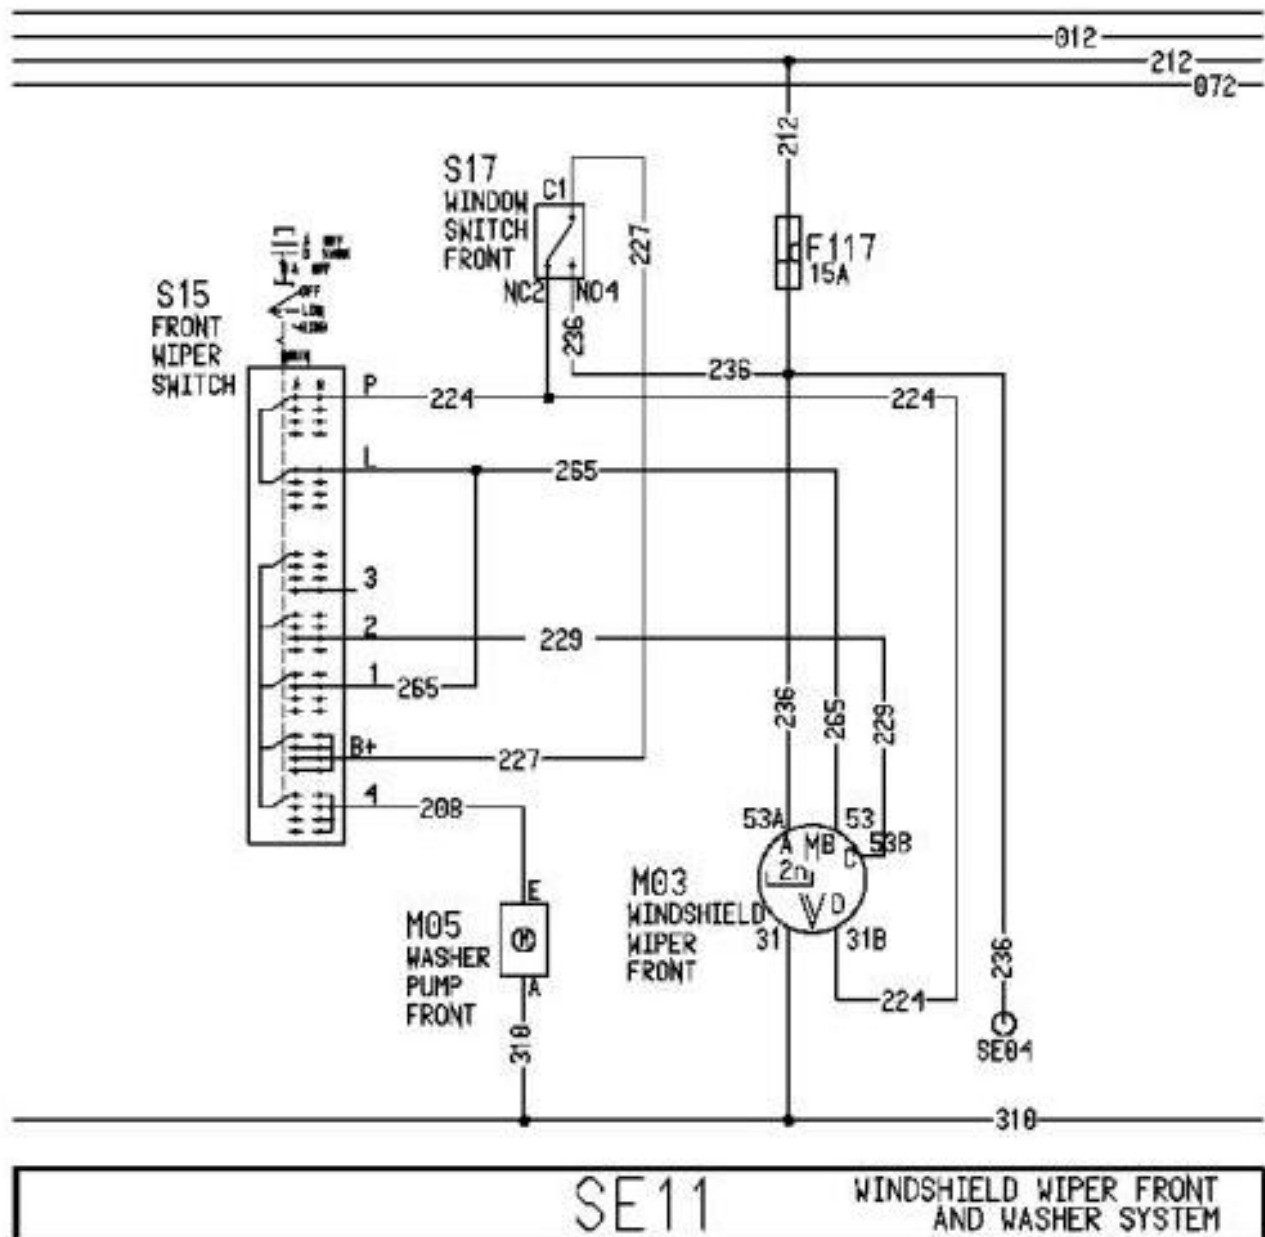 012
212
072
212
S17
WINDOW
SWITCH
FRONT
C1
NC2
NO4
227
236
F117
15A
S15
FRONT
WIPER
SWITCH
OFF
P
224
236
224
L
265
3
2
229
1
265
236
265
229
B+
227
4
208
53A
53
53B
A
MB
C
2n
D
31
31B
M03
WINDSHIELD
WIPER
FRONT
E
M05
WASHER
PUMP
FRONT
M
A
310
224
236
SE04
310
SE11
WINDSHIELD WIPER FRONT
AND WASHER SYSTEM